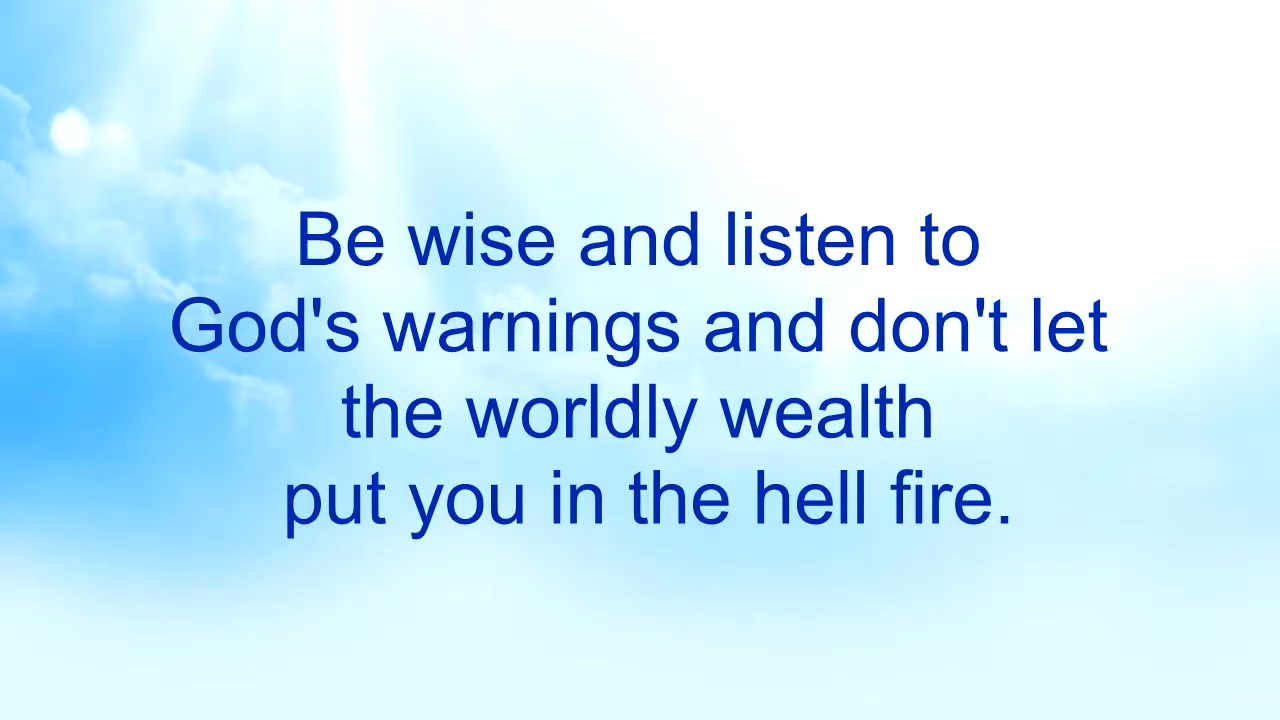 Be wise and listen to
God's warnings and don't let
the worldly wealth
put you in the hell fire.